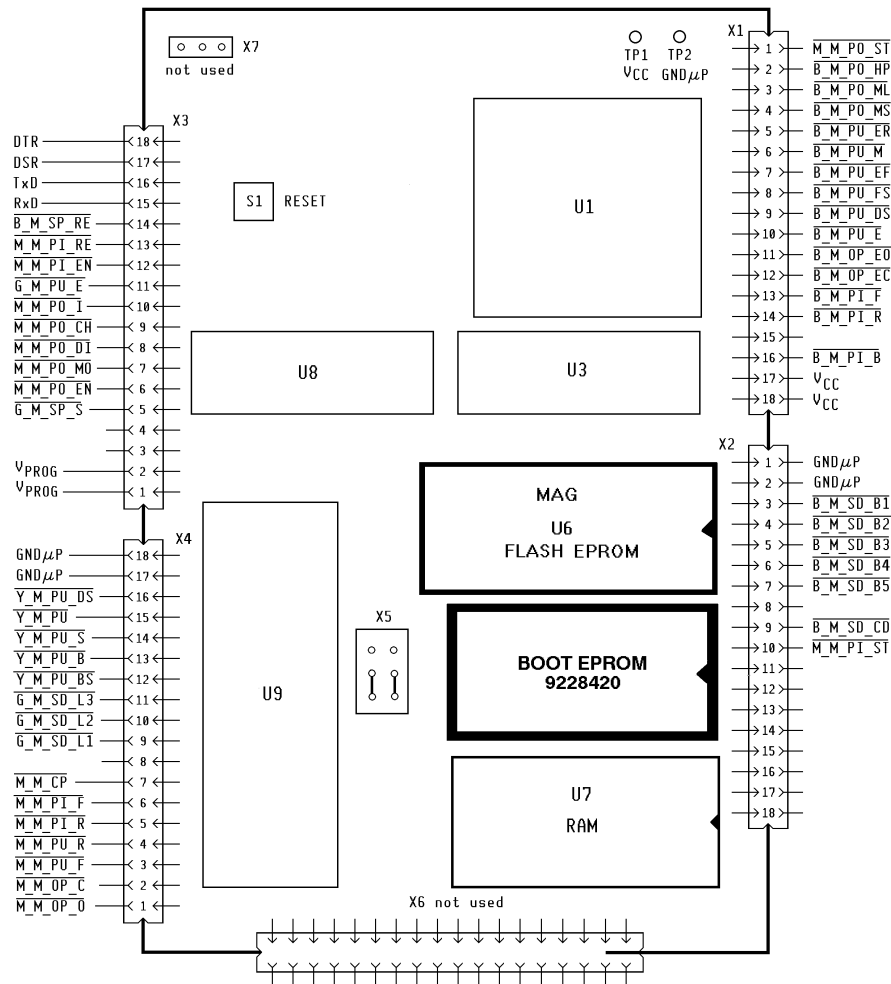 X7
not used
TP1
TP2
VCC
GNDµP
X1
1 M_M_PO_ST
2 B_M_PO_HP
3 B_M_PO_ML
4 B_M_PO_MS
5 B_M_PU_ER
6 B_M_PU_M
7 B_M_PU_EF
8 B_M_PU_FS
9 B_M_PU_DS
10 B_M_PU_E
11 B_M_OP_EO
12 B_M_OP_EC
13 B_M_PI_F
14 B_M_PI_R
15
16 B_M_PI_B
17 VCC
18 VCC
X3
DTR 18
DSR 17
TxD 16
RxD 15
B_M_SP_RE 14
M_M_PI_RE 13
M_M_PI_EN 12
G_M_PU_E 11
M_M_PO_I 10
M_M_PO_CH 9
M_M_PO_DI 8
M_M_PO_MO 7
M_M_PO_EN 6
G_M_SP_S 5
4
3
VPROG 2
VPROG 1
S1 RESET
U1
U8
U3
X2
1 GNDµP
2 GNDµP
3 B_M_SD_B1
4 B_M_SD_B2
5 B_M_SD_B3
6 B_M_SD_B4
7 B_M_SD_B5
8
9 B_M_SD_CD
10 M_M_PI_ST
11
12
13
14
15
16
17
18
MAG
U6
FLASH EPROM
X4
GNDµP 18
GNDµP 17
Y_M_PU_DS 16
Y_M_PU 15
Y_M_PU_S 14
Y_M_PU_B 13
Y_M_PU_BS 12
G_M_SD_L3 11
G_M_SD_L2 10
G_M_SD_L1 9
8
M_M_CP 7
M_M_PI_F 6
M_M_PI_R 5
M_M_PU_R 4
M_M_PU_F 3
M_M_OP_C 2
M_M_OP_O 1
U9
X5
BOOT EPROM
9228420
U7
RAM
X6 not used